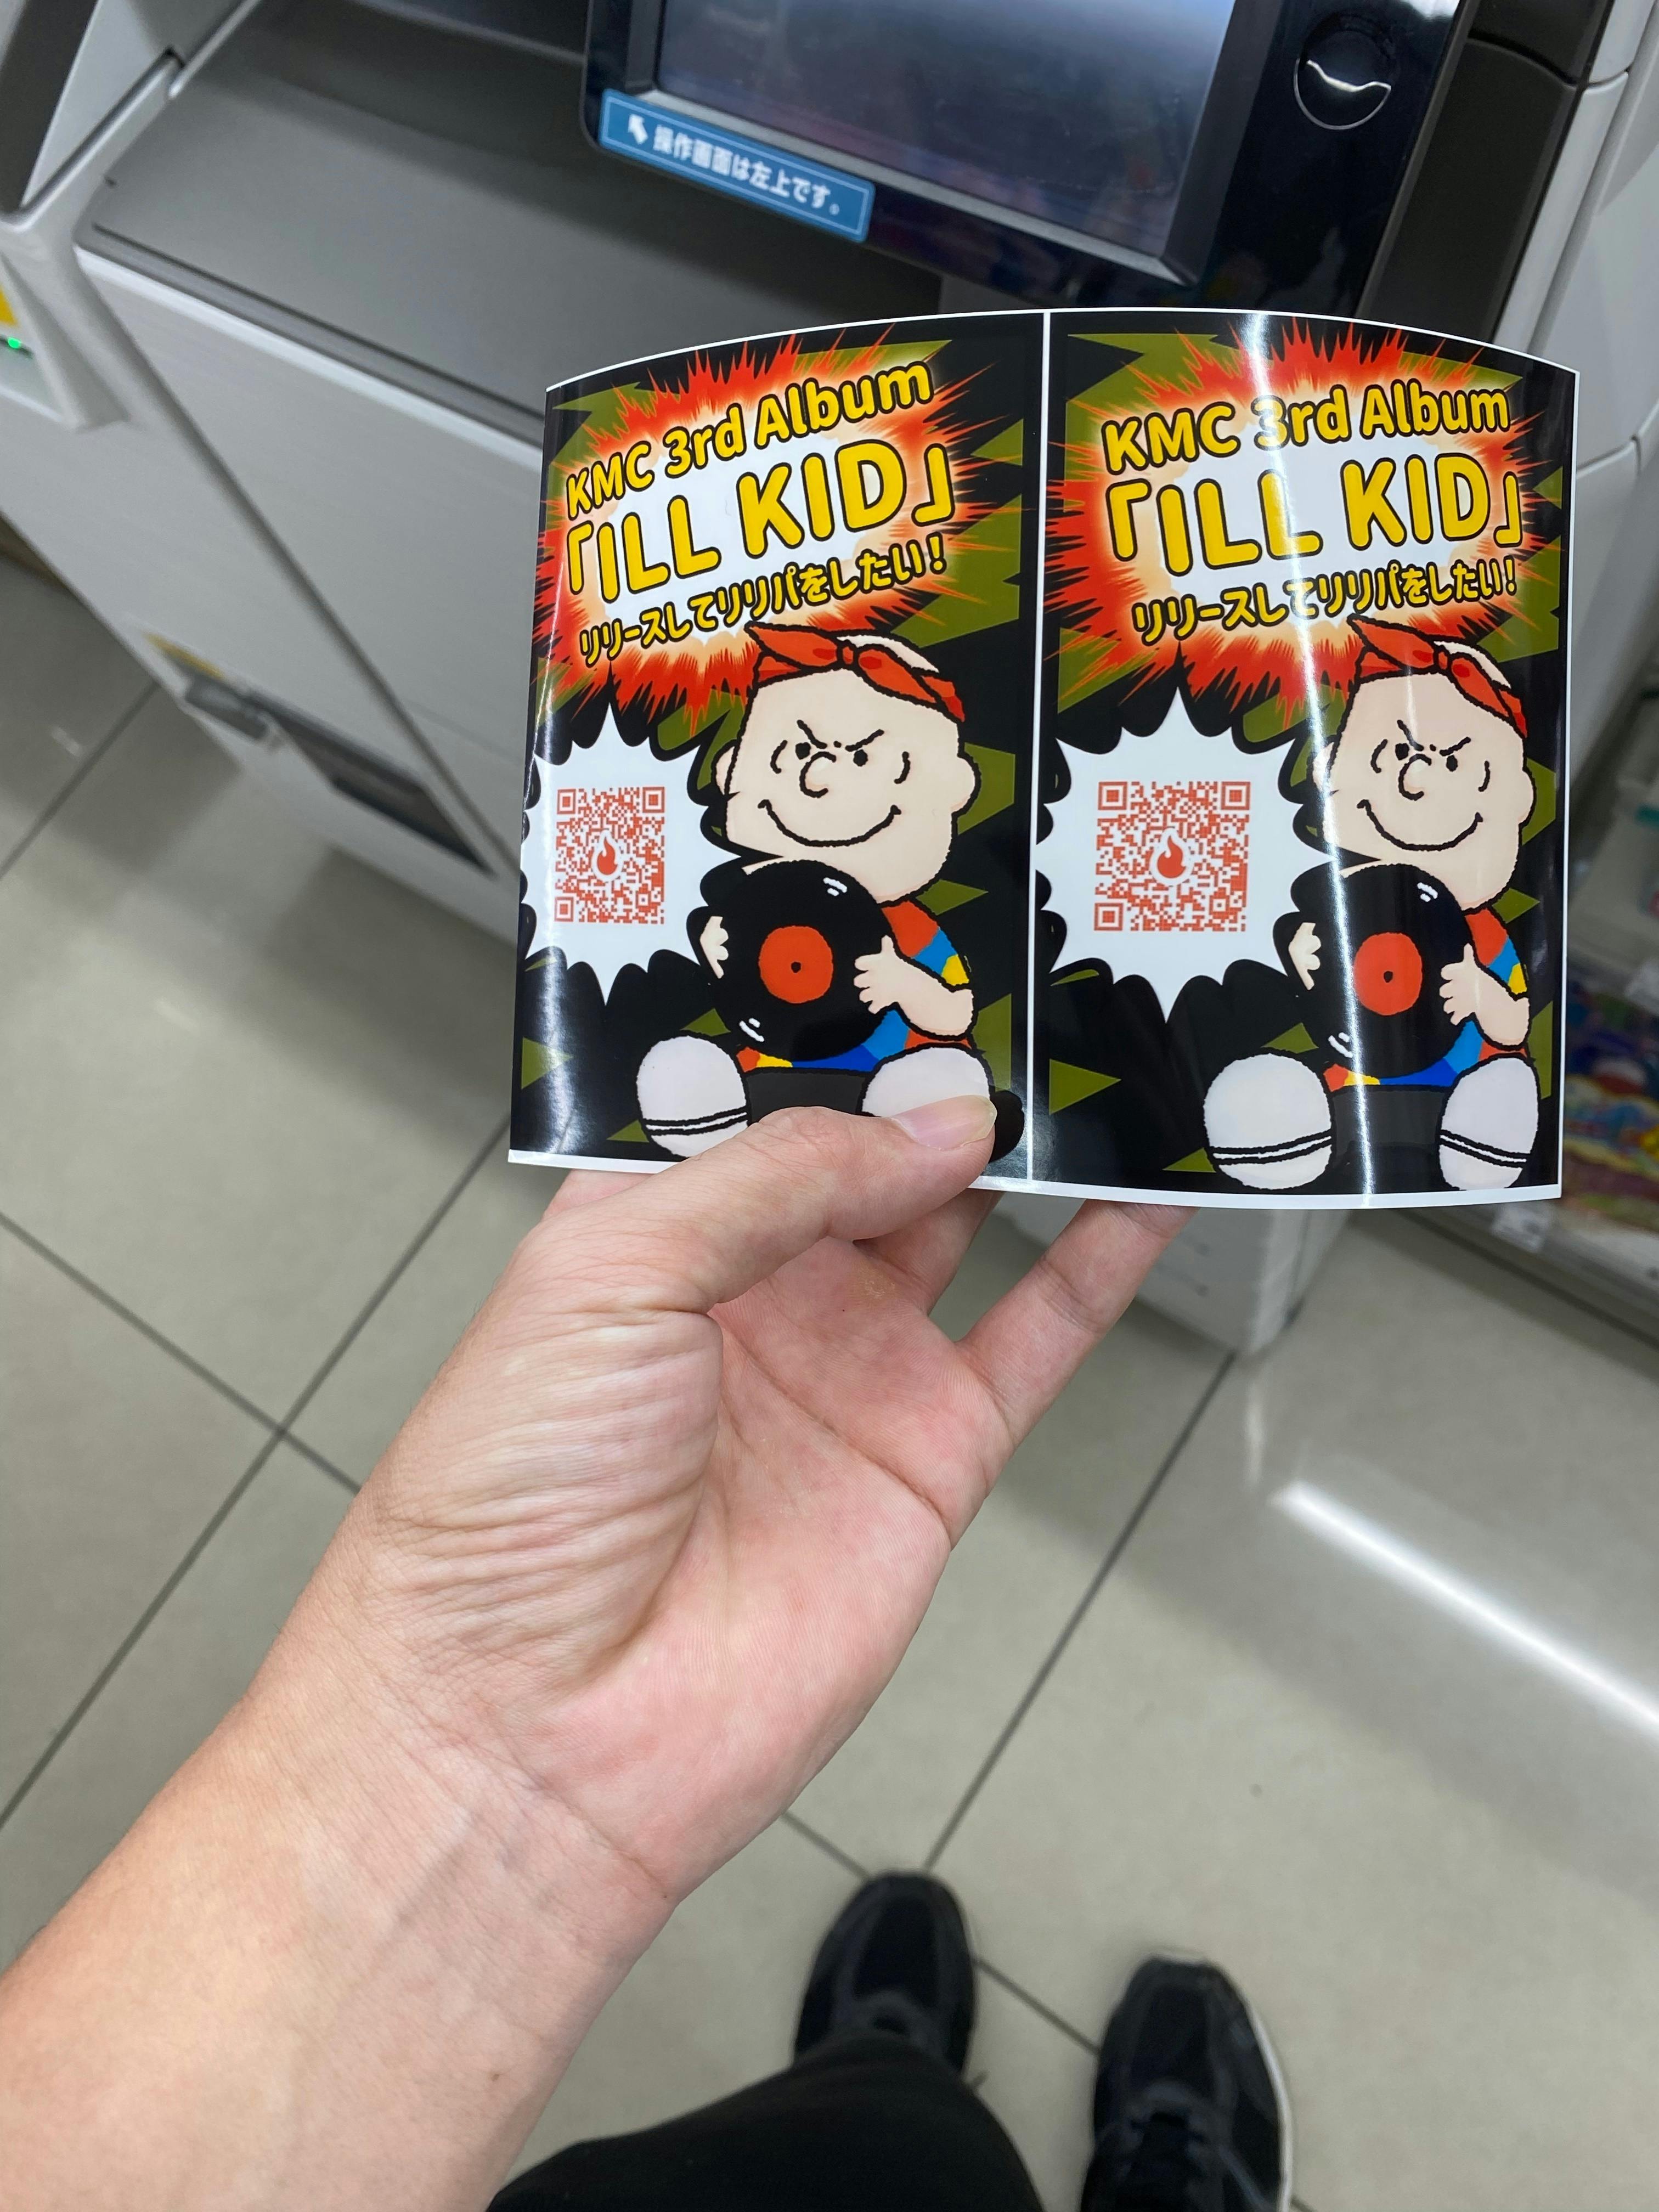 操作画面は左上です。
KMC 3rd Album
「ILL KID」
リリースしてリリパをしたい！
KMC 3rd Album
「ILL KID」
リリースしてリリパをしたい！